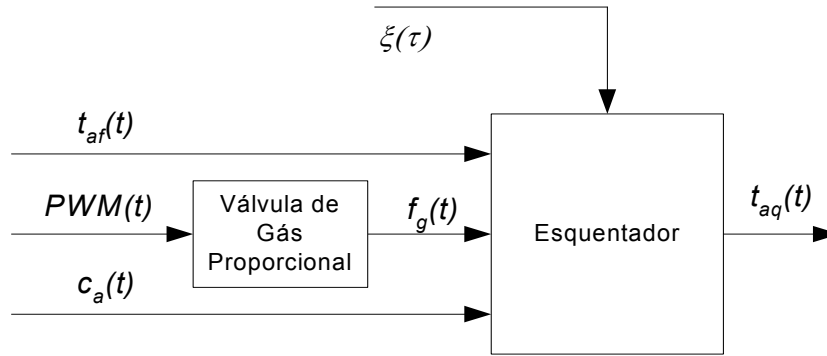 ξ(τ)
t_af(t)
PWM(t)
Válvula de
Gás
Proporcional
f_g(t)
c_a(t)
Esquentador
t_aq(t)